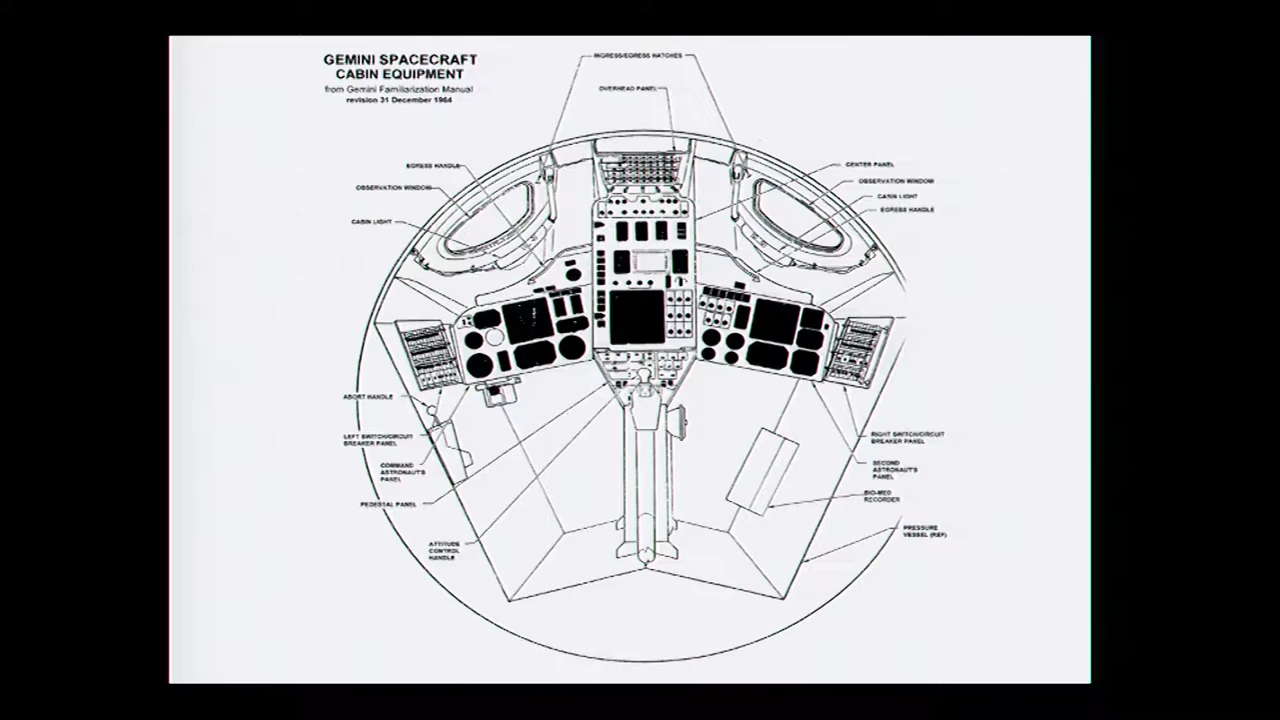 GEMINI SPACECRAFT
CABIN EQUIPMENT
from Gemini Familiarization Manual
revision 31 December 1964
INGRESS/EGRESS HATCHES
OVERHEAD PANEL
EGRESS HANDLE
OBSERVATION WINDOW
CABIN LIGHT
CENTER PANEL
OBSERVATION WINDOW
CABIN LIGHT
EGRESS HANDLE
ABORT HANDLE
LEFT SWITCH/CIRCUIT
BREAKER PANEL
COMMAND
ASTRONAUT'S
PANEL
PEDESTAL PANEL
ATTITUDE
CONTROL
HANDLE
RIGHT SWITCH/CIRCUIT
BREAKER PANEL
SECOND
ASTRONAUT'S
PANEL
BIO-MED
RECORDER
PRESSURE
VESSEL (REF)